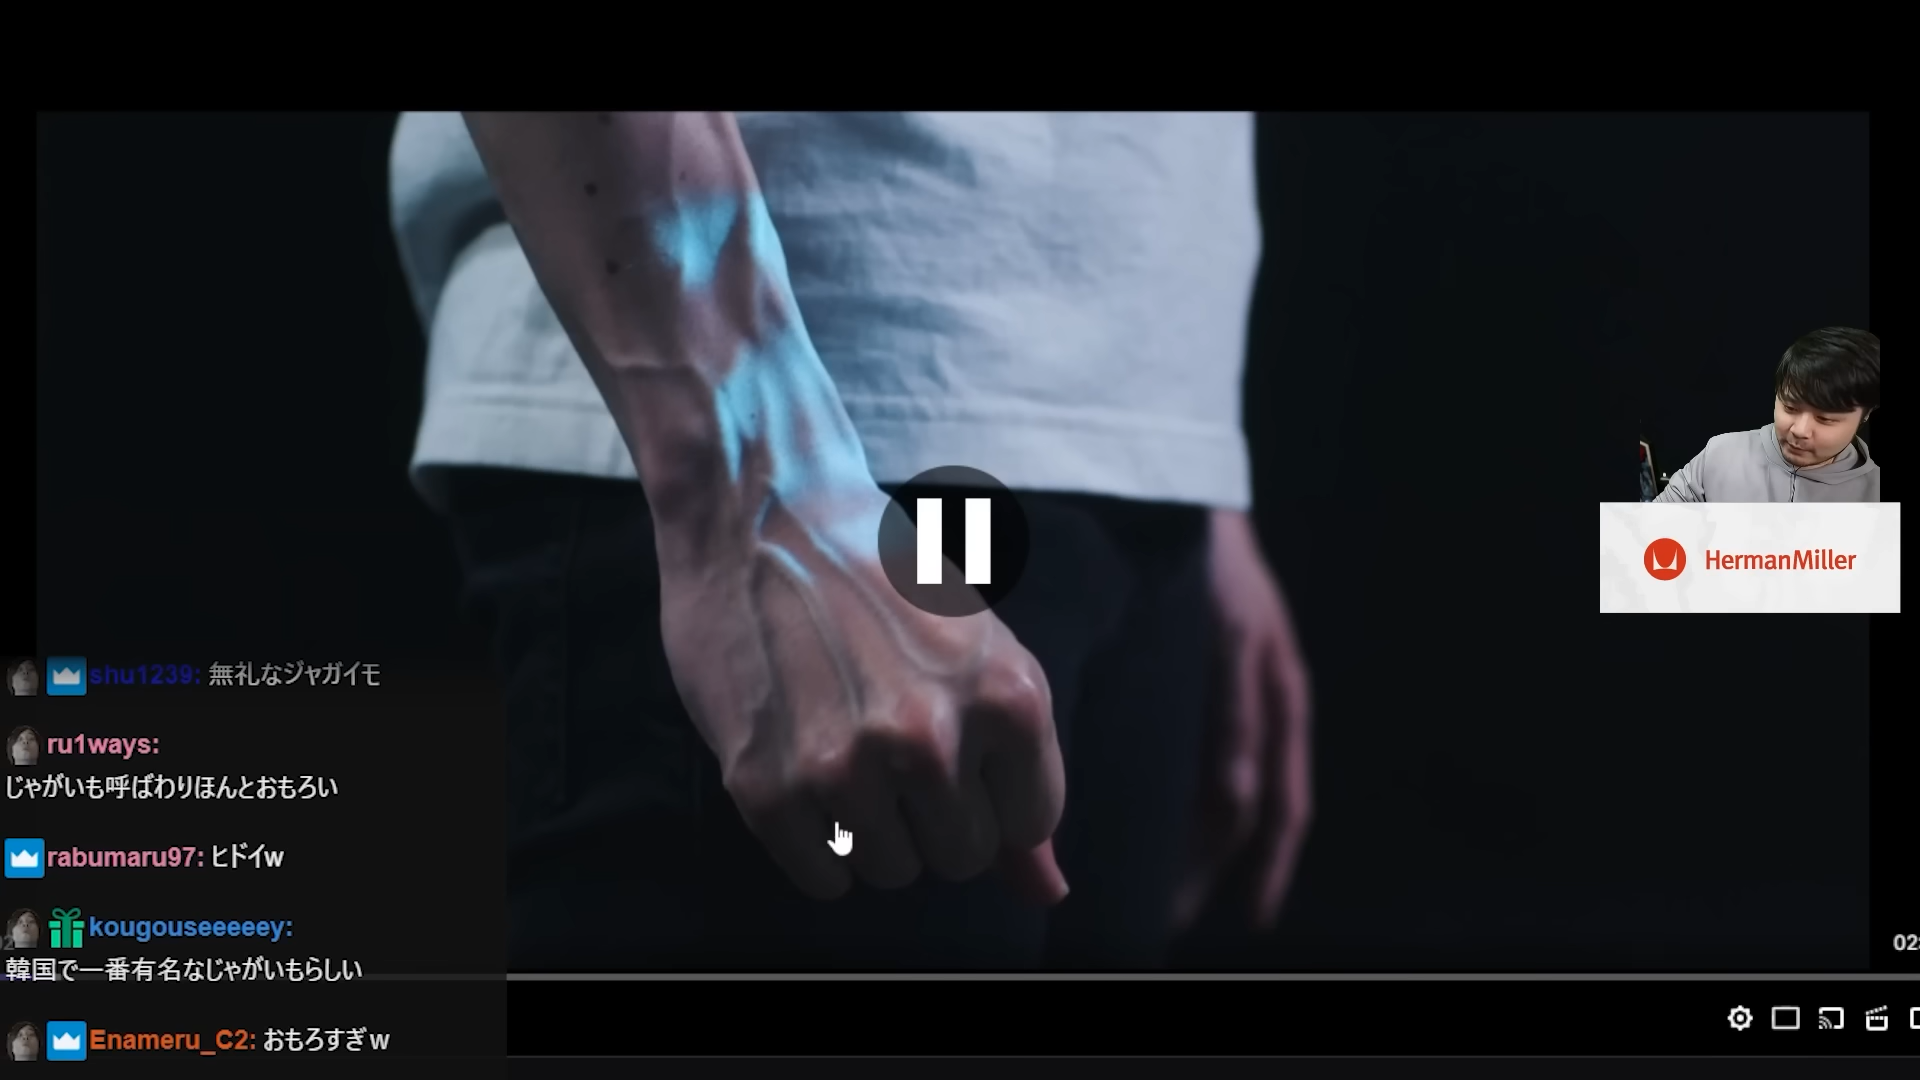 HermanMiller
shu1239: 無礼なジャガイモ
ru1ways:
じゃがいも呼ばわりほんとおもろい
rabumaru97: ヒドイw
kougouseeeeey:
韓国で一番有名なじゃがいもらしい
Enameru_C2: おもろすぎw
02: